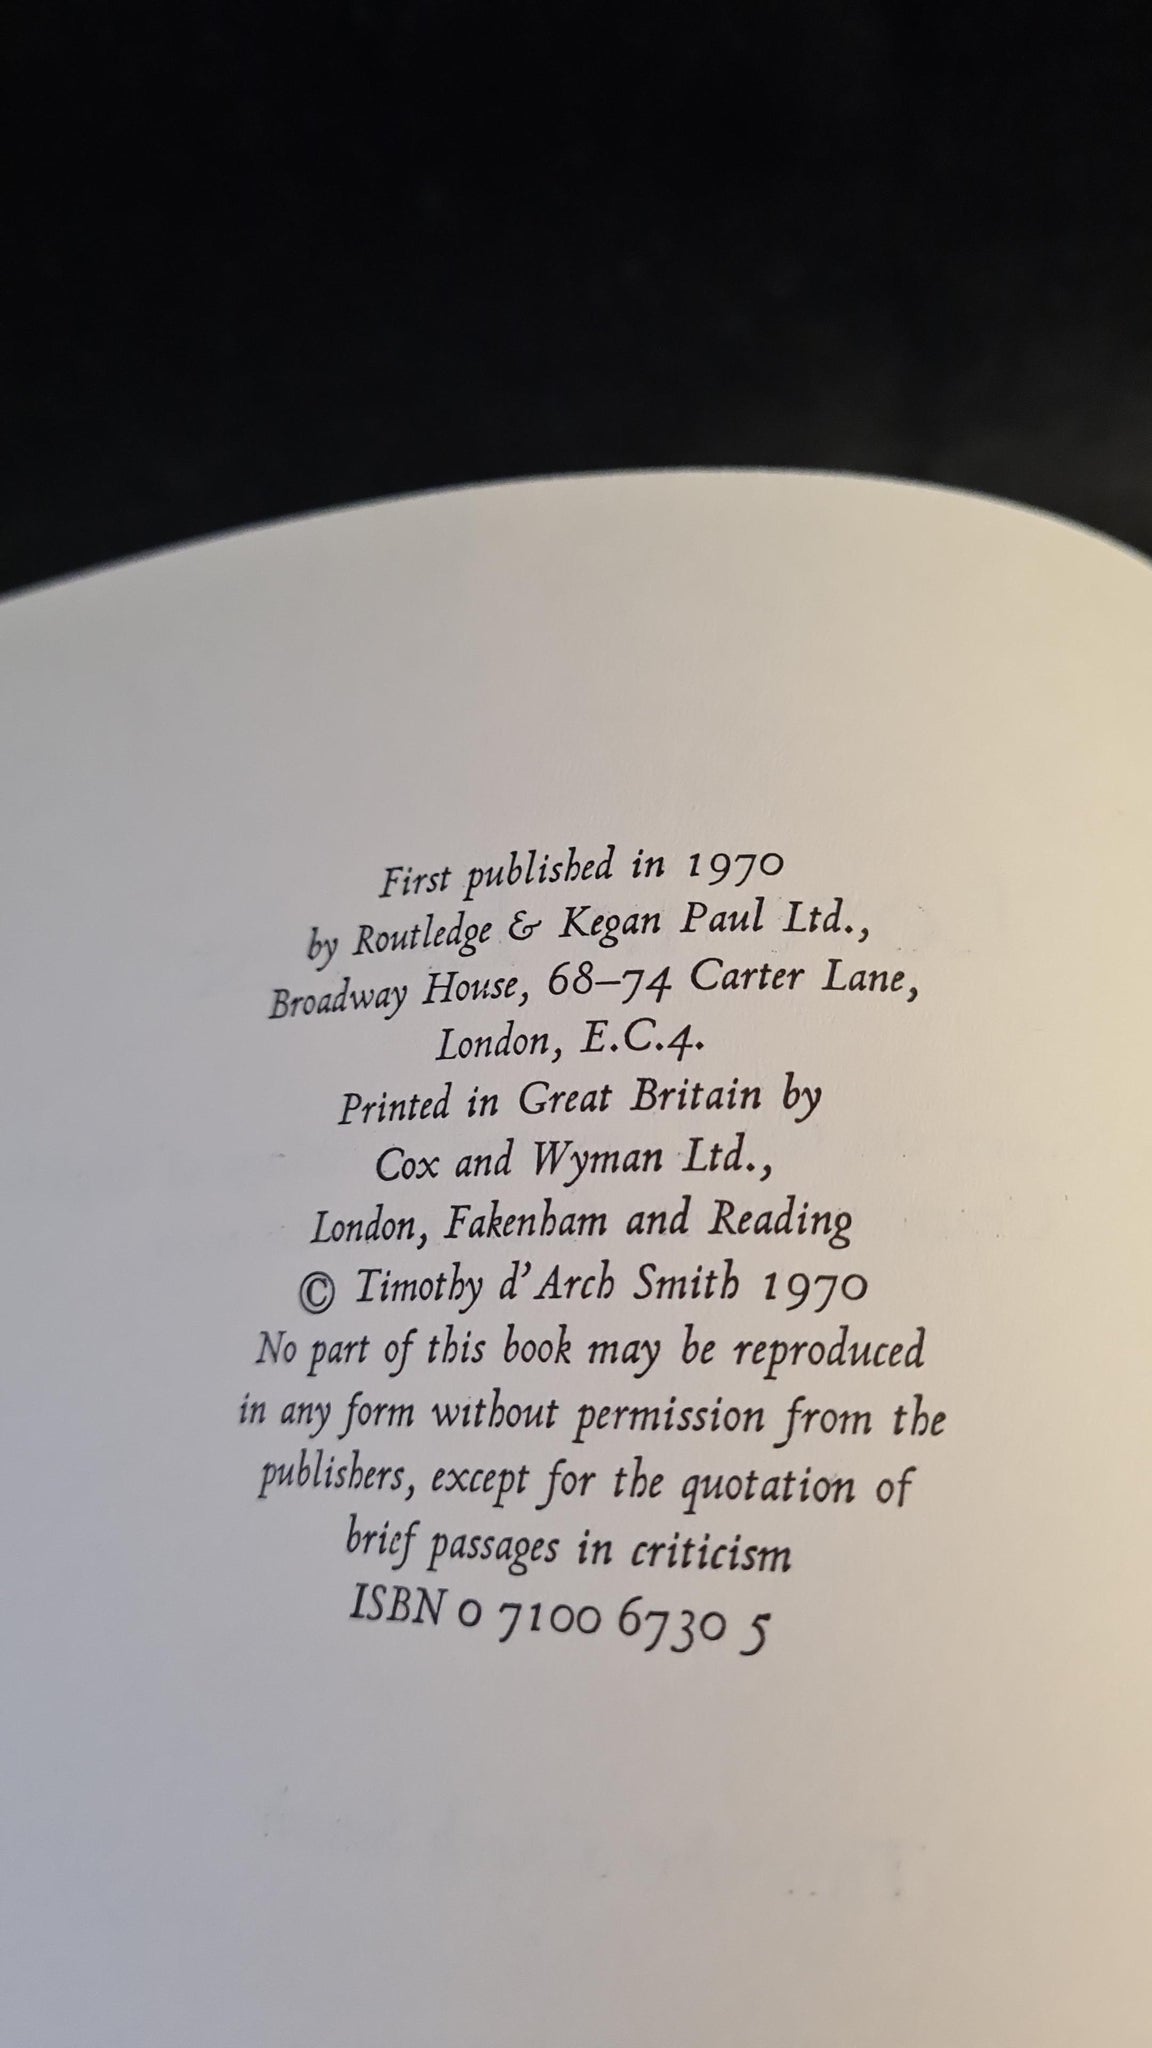 First published in 1970
by Routledge & Kegan Paul Ltd.,
Broadway House, 68–74 Carter Lane,
London, E.C.4.
Printed in Great Britain by
Cox and Wyman Ltd.,
London, Fakenham and Reading
© Timothy d'Arch Smith 1970
No part of this book may be reproduced
in any form without permission from the
publishers, except for the quotation of
brief passages in criticism
ISBN 0 7100 6730 5